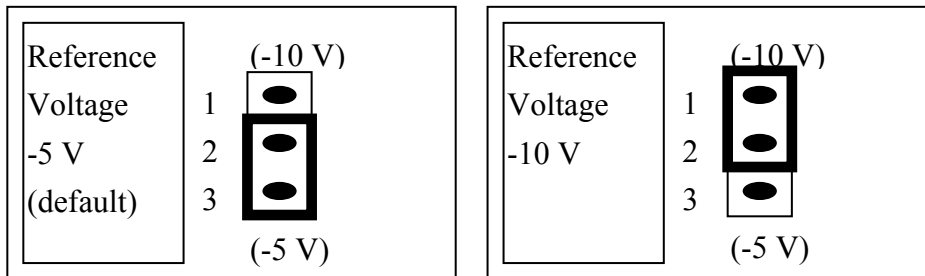 Reference
Voltage
-5 V
(default)
(-10 V)
1
2
3
(-5 V)
Reference
Voltage
-10 V
(-10 V)
1
2
3
(-5 V)